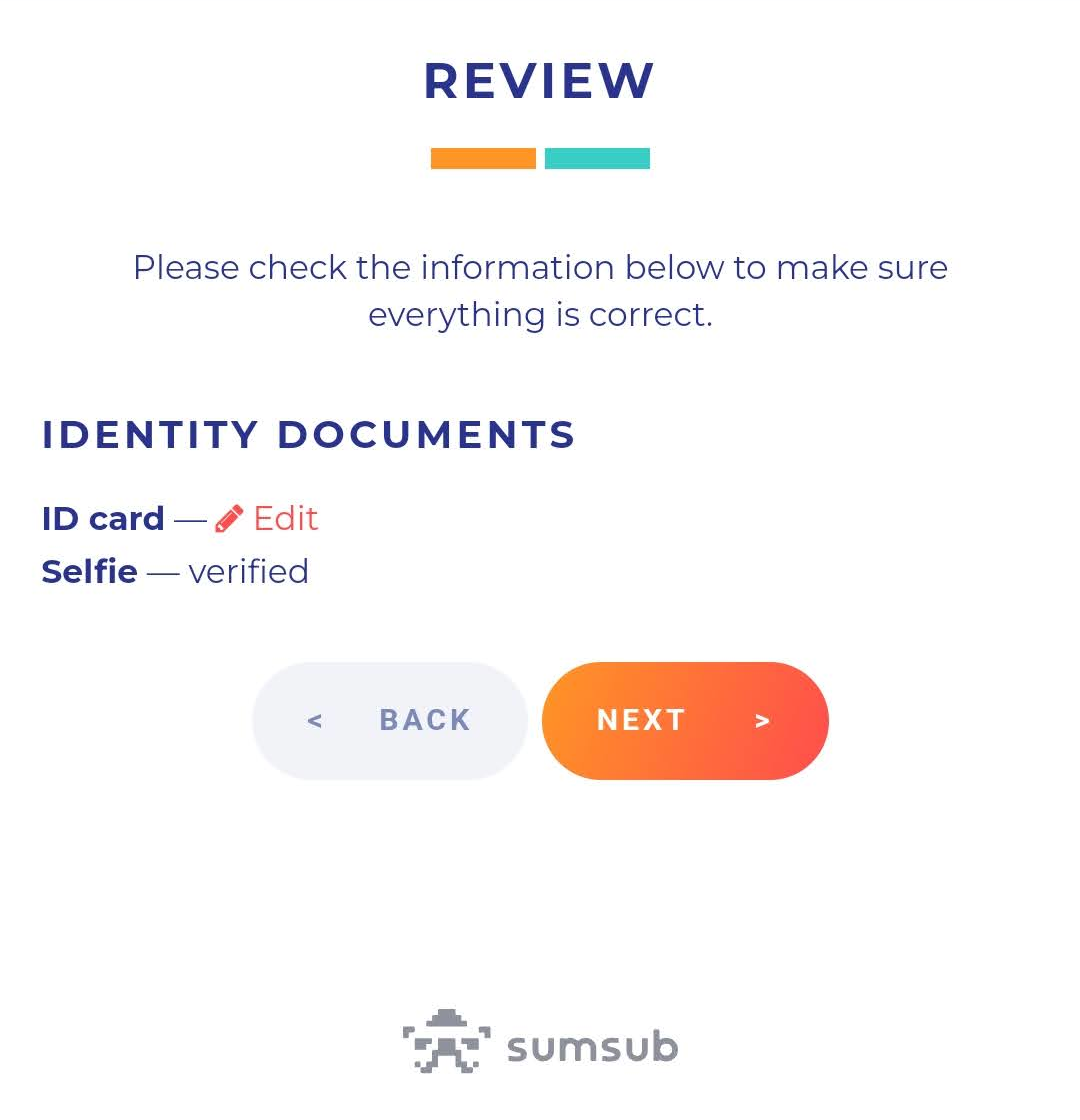 REVIEW
Please check the information below to make sure
everything is correct.
IDENTITY DOCUMENTS
ID card — Edit
Selfie — verified
< BACK
NEXT >
sumsub